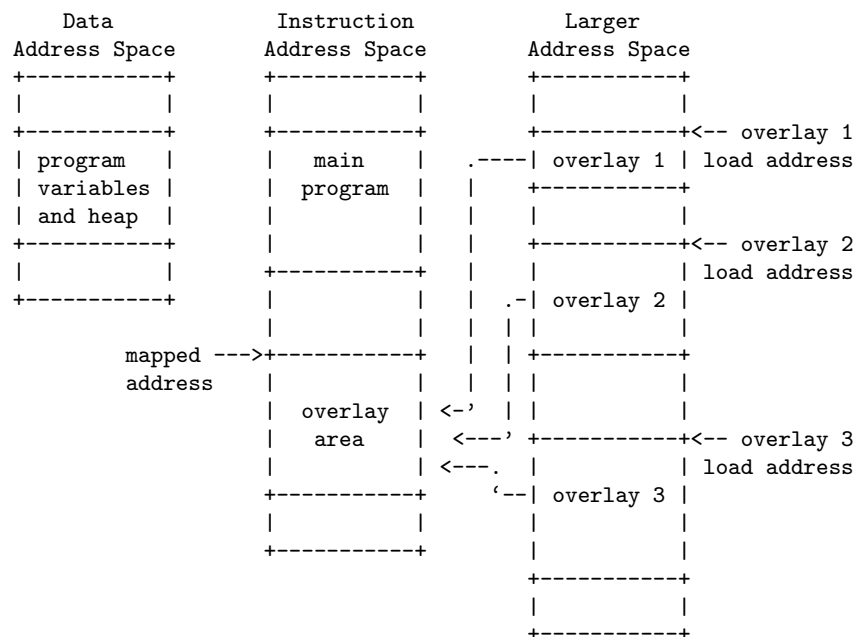 Data Instruction Larger
Address Space Address Space Address Space
+-----------+ +-----------+ +-----------+
| | | | | |
+-----------+ +-----------+ +-----------+<-- overlay 1
| program | | main | .----| overlay 1 | load address
| variables | | program | | +-----------+
| and heap | | | | | |
+-----------+ | | | +-----------+<-- overlay 2
| | +-----------+ | | | load address
+-----------+ | | | .-| overlay 2 |
| | | | | |
mapped --->+-----------+ | | +-----------+
address | | | | | |
| overlay | <-' | | |
| area | <---' +-----------+<-- overlay 3
| | <---. | | load address
+-----------+ `--| overlay 3 |
| | | |
+-----------+ | |
+-----------+
| |
+-----------+